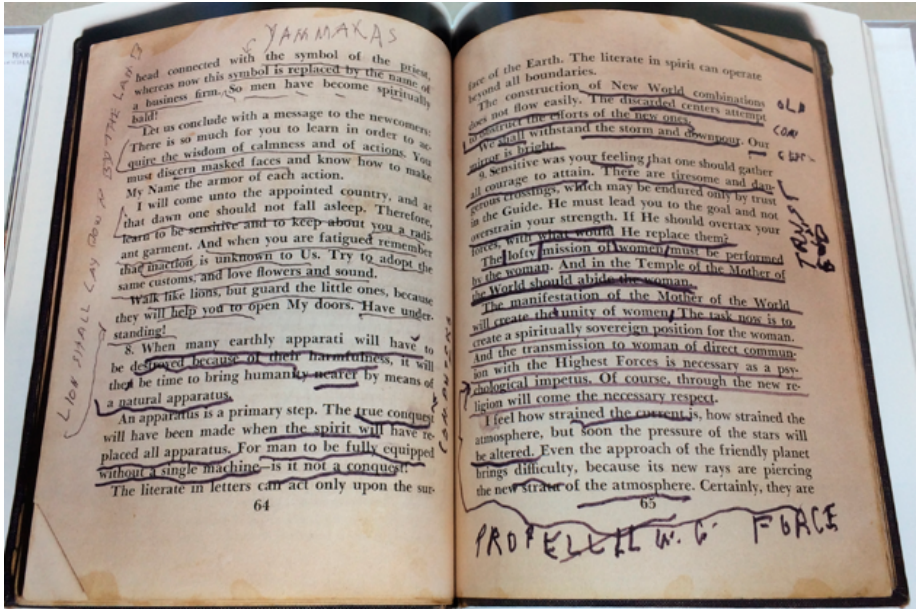 YAMMAKAS
head connected with the symbol of the priest,
whereas now this symbol is replaced by the name of
a business firm. So men have become spiritually
bald!
Let us conclude with a message to the newcomers:
There is so much for you to learn in order to ac-
quire the wisdom of calmness and of actions. You
must discern masked faces and know how to make
My Name the armor of each action.
I will come unto the appointed country, and at
that dawn one should not fall asleep. Therefore,
learn to be sensitive and to keep about you a radi-
ant garment. And when you are fatigued remember
that inaction is unknown to Us. Try to adopt the
same customs, and love flowers and sound.
Walk like lions, but guard the little ones, because
they will help you to open My doors. Have under-
standing!
8. When many earthly apparati will have to
be destroyed because of their harmfulness, it will
then be time to bring humanity nearer by means of
a natural apparatus.
An apparatus is a primary step. The true conquest
will have been made when the spirit will have re-
placed all apparatus. For man to be fully equipped
without a single machine—is it not a conquest!
The literate in letters can act only upon the sur-
64
LION SHALL LAY DOWN BY THE LAM B
face of the Earth. The literate in spirit can operate
beyond all boundaries.
The construction of New World combinations
does not flow easily. The discarded centers attempt
to obstruct the efforts of the new ones.
We shall withstand the storm and downpour. Our
mirror is bright.
9. Sensitive was your feeling that one should gather
all courage to attain. There are tiresome and dan-
gerous crossings, which may be endured only by trust
in the Guide. He must lead you to the goal and not
overstrain your strength. If He should overtax your
forces, with what would He replace them?
The lofty mission of women must be performed
by the woman. And in the Temple of the Mother of
the World should abide the woman.
The manifestation of the Mother of the World
will create the unity of women. The task now is to
create a spiritually sovereign position for the woman.
And the transmission to woman of direct commun-
ion with the Highest Forces is necessary as a psy-
chological impetus. Of course, through the new re-
ligion will come the necessary respect.
I feel how strained the current is, how strained the
atmosphere, but soon the pressure of the stars will
be altered. Even the approach of the friendly planet
brings difficulty, because its new rays are piercing
the new strata of the atmosphere. Certainly, they are
65
OLD
TRUST
FORCE